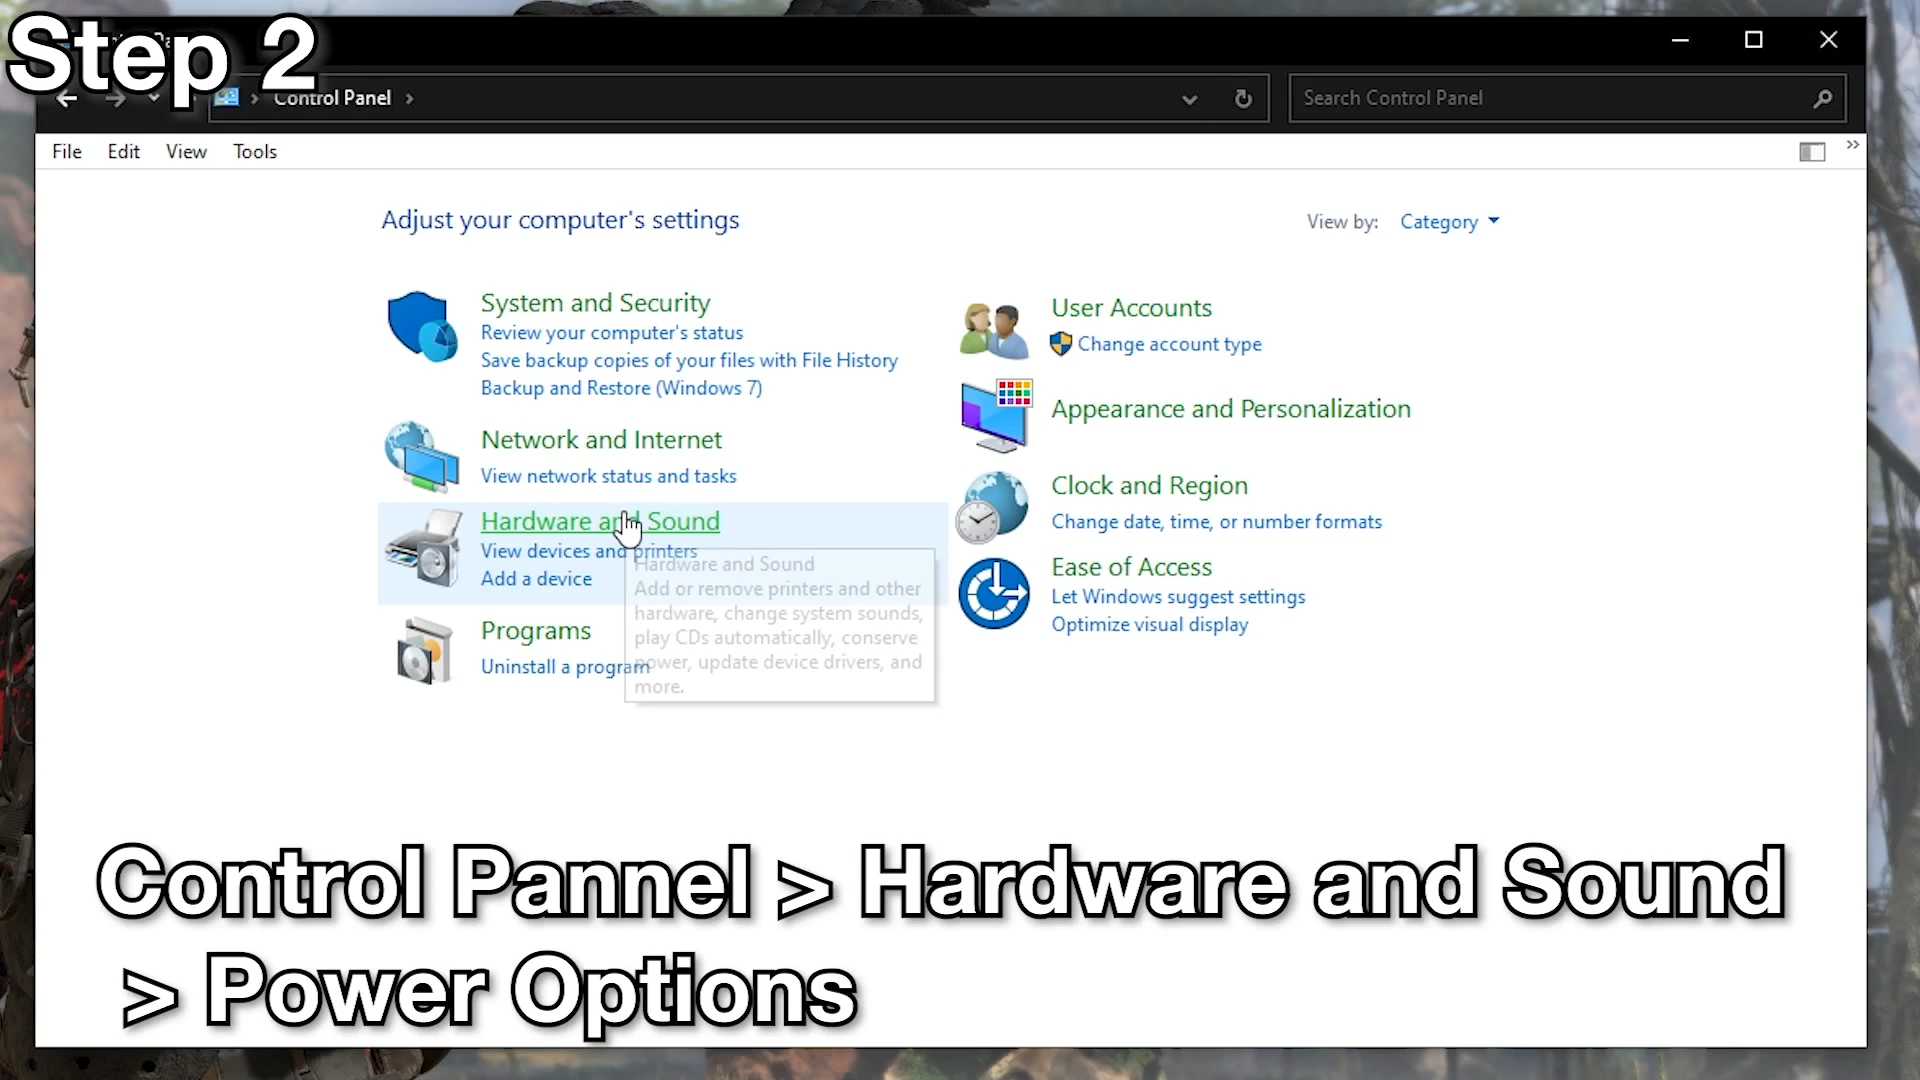 Step 2
Control Panel
Search Control Panel
File Edit View Tools
Adjust your computer's settings
View by: Category
System and Security
Review your computer's status
Save backup copies of your files with File History
Backup and Restore (Windows 7)
Network and Internet
View network status and tasks
Hardware and Sound
View devices and printers
Add a device
Hardware and Sound
Add or remove printers and other
hardware, change system sounds,
play CDs automatically, conserve
power, update device drivers, and
more.
Programs
Uninstall a program
User Accounts
Change account type
Appearance and Personalization
Clock and Region
Change date, time, or number formats
Ease of Access
Let Windows suggest settings
Optimize visual display
Control Pannel > Hardware and Sound
> Power Options